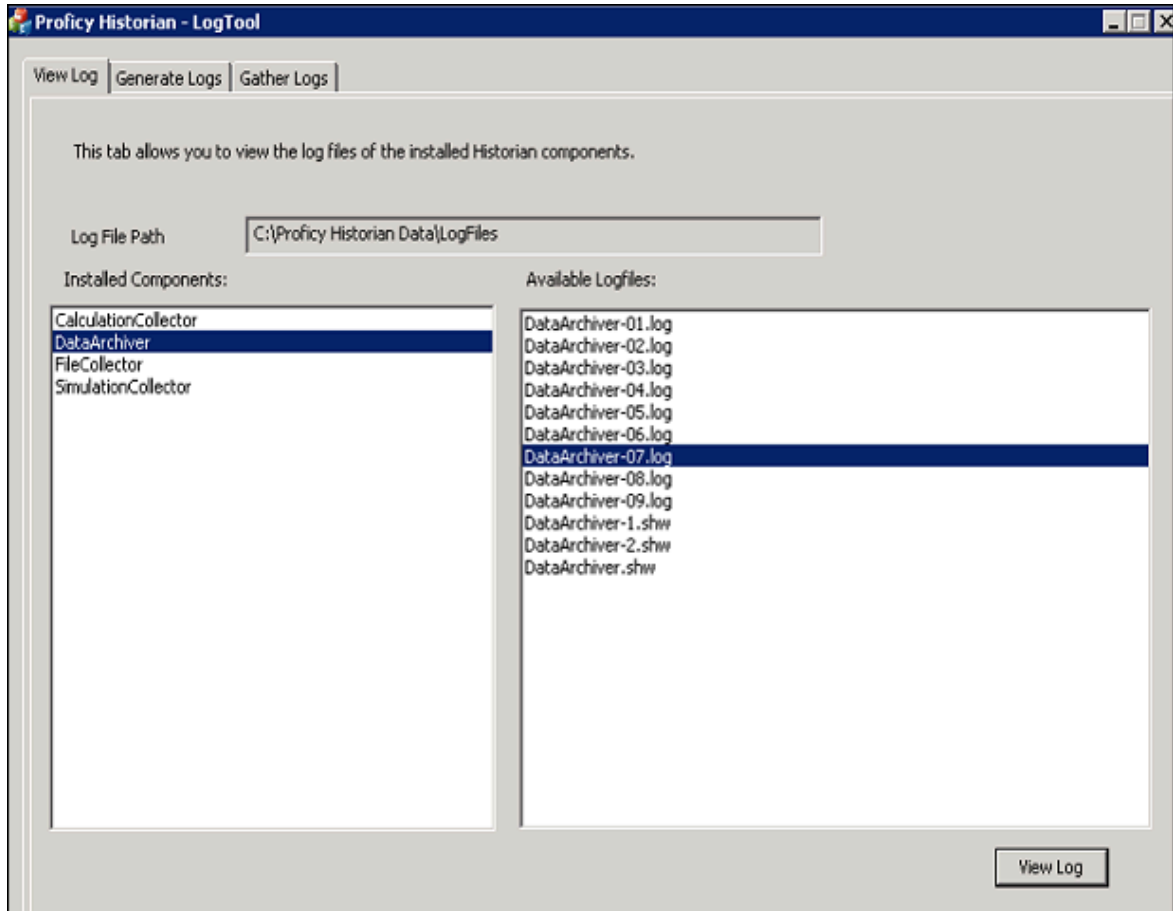 Proficy Historian - LogTool
View Log Generate Logs Gather Logs
This tab allows you to view the log files of the installed Historian components.
Log File Path C:\Proficy Historian Data\LogFiles
Installed Components:
CalculationCollector
DataArchiver
FileCollector
SimulationCollector
Available Logfiles:
DataArchiver-01.log
DataArchiver-02.log
DataArchiver-03.log
DataArchiver-04.log
DataArchiver-05.log
DataArchiver-06.log
DataArchiver-07.log
DataArchiver-08.log
DataArchiver-09.log
DataArchiver-1.shw
DataArchiver-2.shw
DataArchiver.shw
View Log